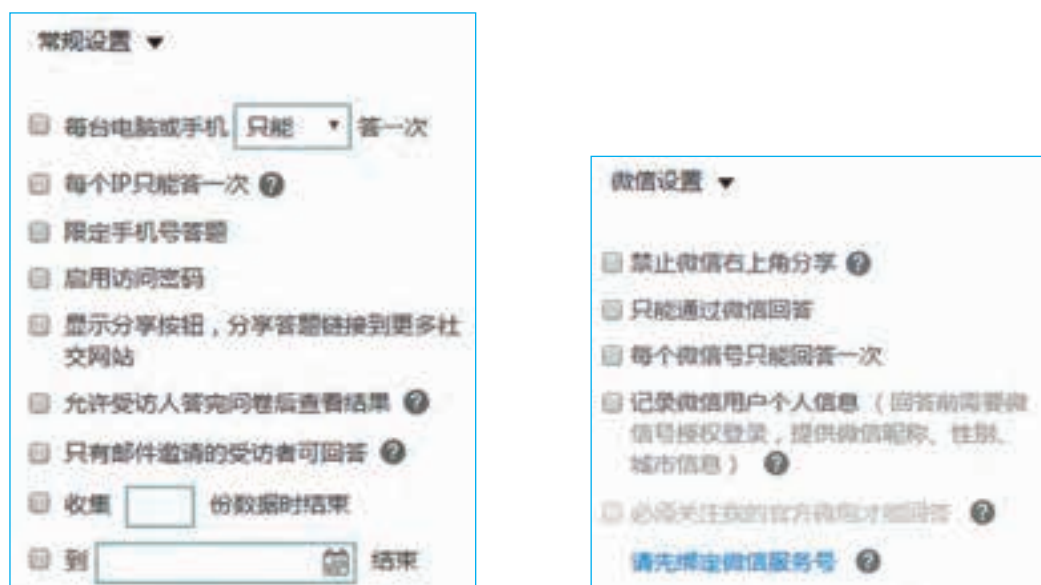 常规设置 ▼
每台电脑或手机 只能 ▼ 答一次
每个IP只能答一次 ?
限定手机号答题
启用访问密码
显示分享按钮，分享答题链接到更多社
交网站
允许受访人答完问卷后查看结果 ?
只有邮件邀请的受访者可回答 ?
收集 份数据时结束
到 结束
微信设置 ▼
禁止微信右上角分享 ?
只能通过微信回答
每个微信号只能回答一次
记录微信用户个人信息（回答前需要微
信号授权登录，提供微信昵称、性别、
城市信息） ?
必须关注我的官方微信才能回答 ?
请先绑定微信服务号 ?